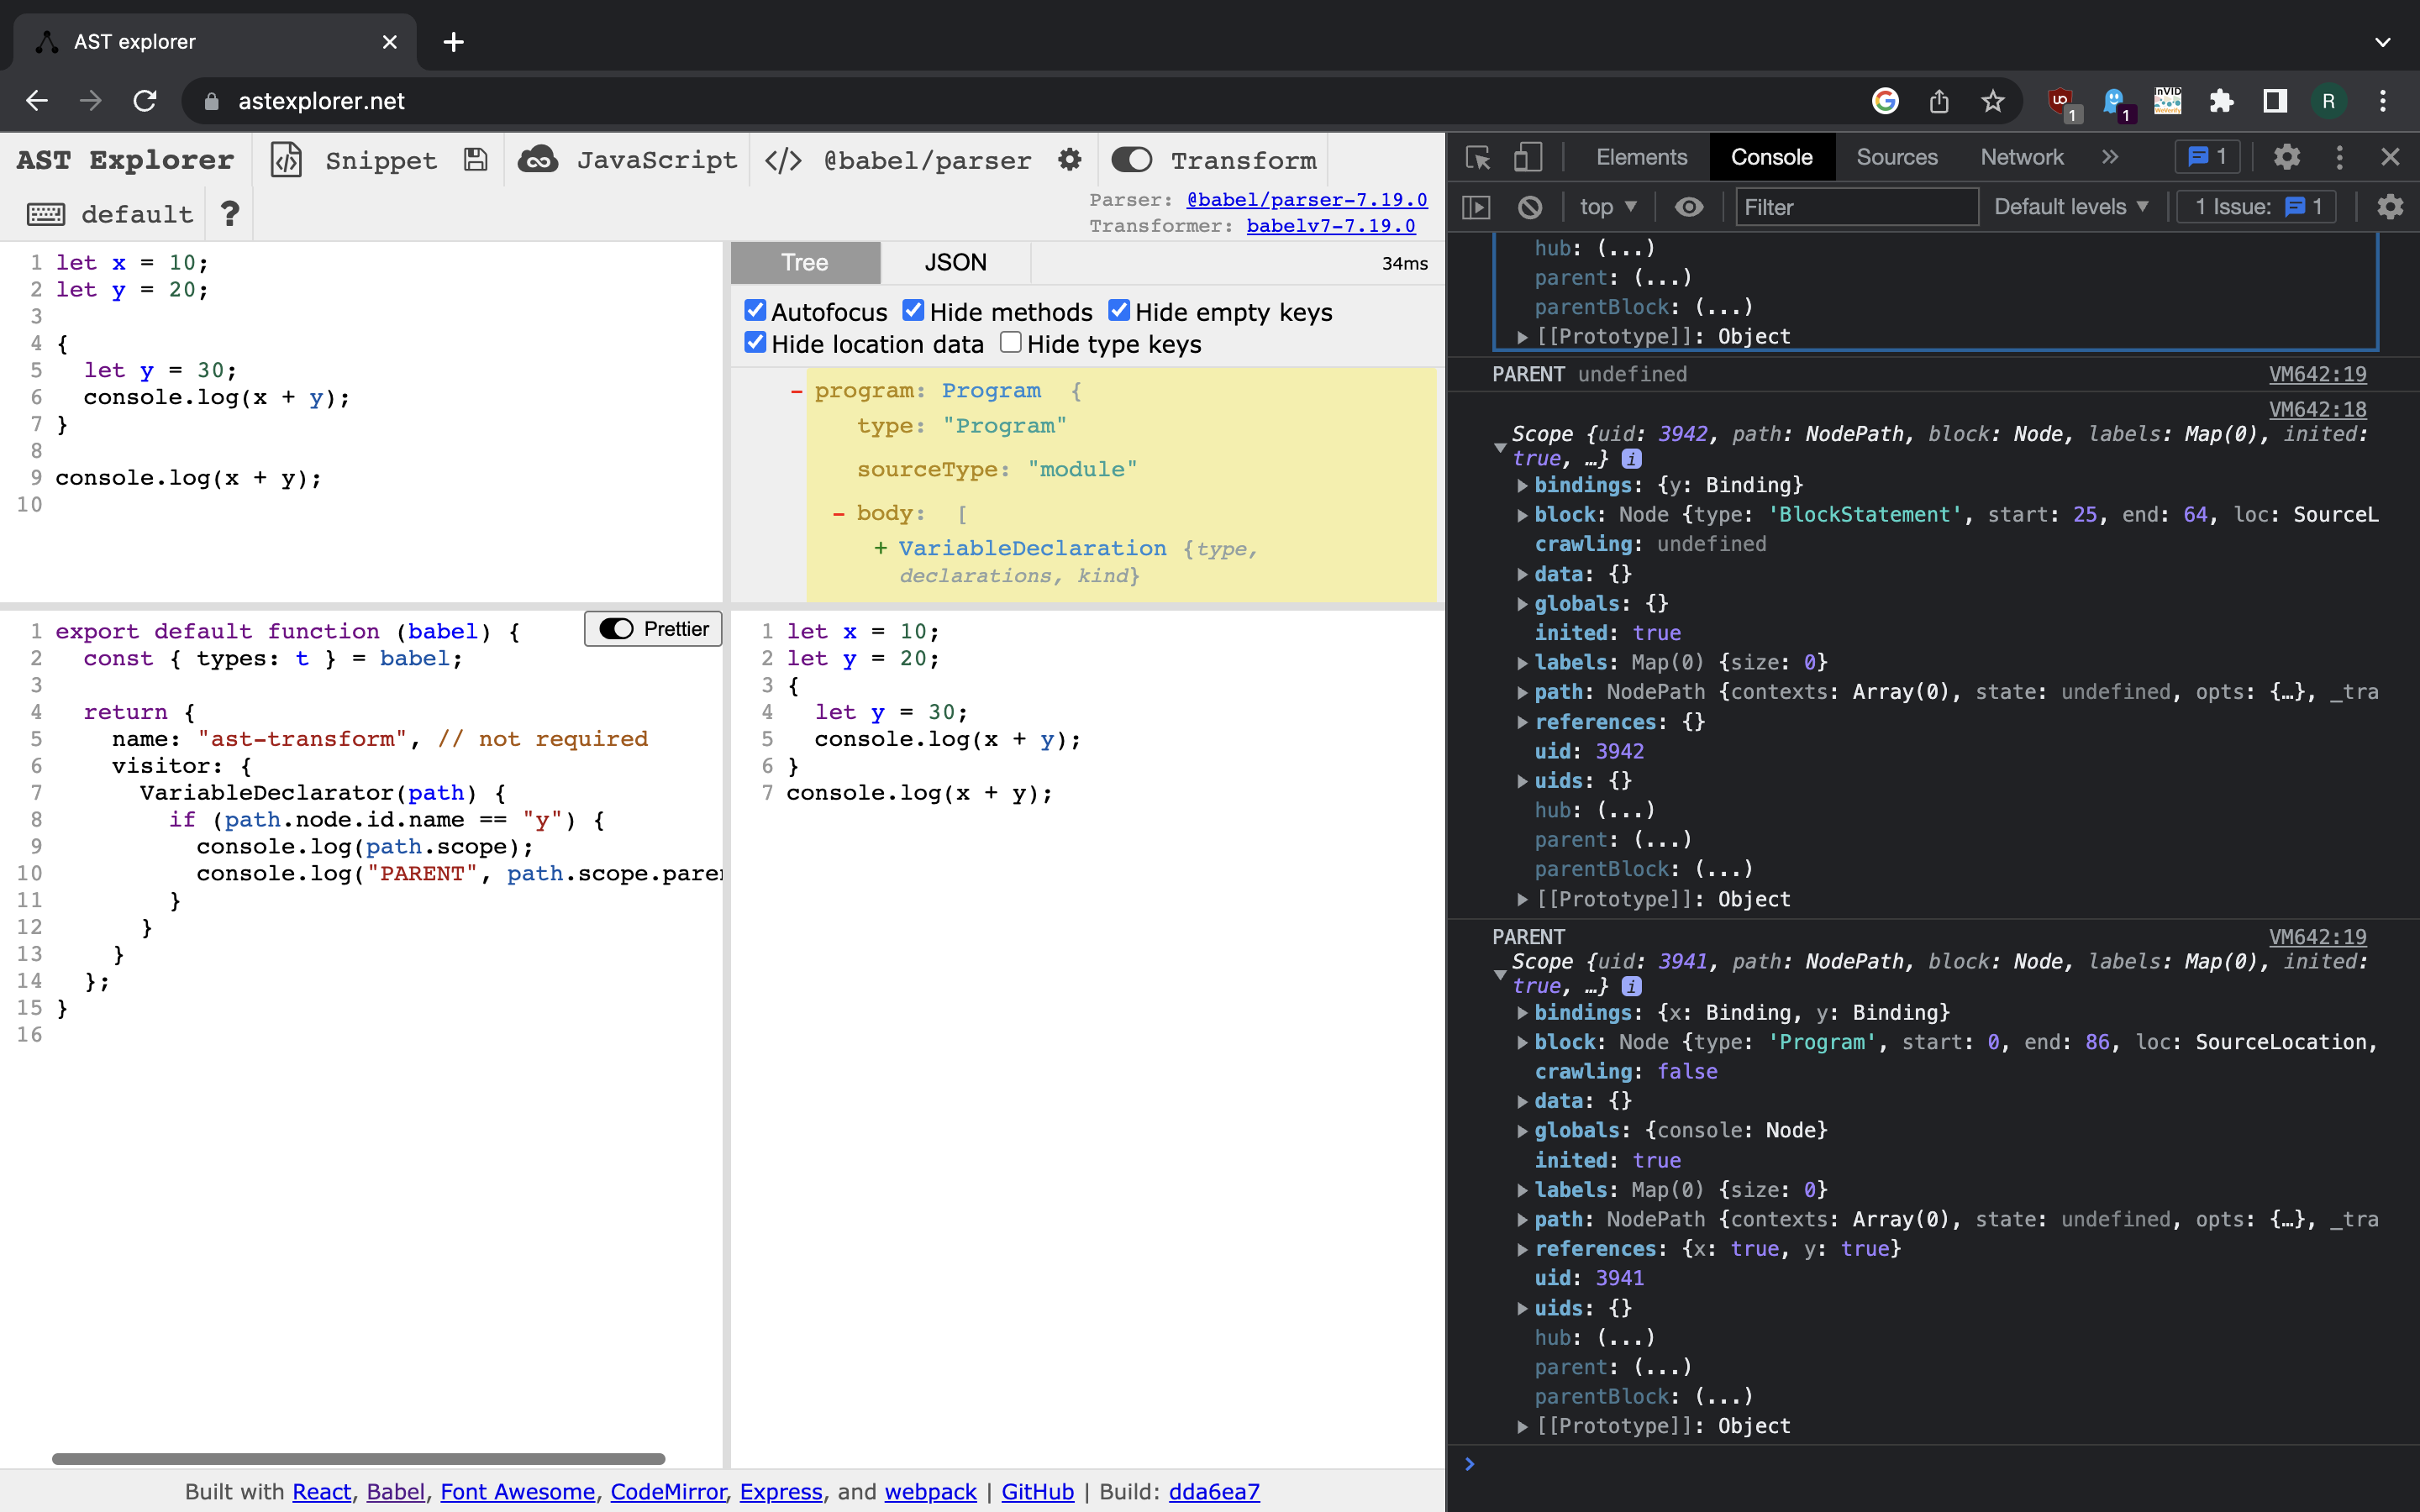 AST explorer
astexplorer.net
1
1
InVID
WeVerify
R
AST Explorer
Snippet
JavaScript
</> @babel/parser
Transform
default
?
Parser: @babel/parser-7.19.0
Transformer: babelv7-7.19.0
1 let x = 10;
2 let y = 20;
3
4 {
5 let y = 30;
6 console.log(x + y);
7 }
8
9 console.log(x + y);
10
Tree
JSON
34ms
Autofocus Hide methods Hide empty keys
Hide location data Hide type keys
- program: Program {
type: "Program"
sourceType: "module"
- body: [
+ VariableDeclaration {type,
declarations, kind}
Prettier
1 export default function (babel) {
2 const { types: t } = babel;
3
4 return {
5 name: "ast-transform", // not required
6 visitor: {
7 VariableDeclarator(path) {
8 if (path.node.id.name == "y") {
9 console.log(path.scope);
10 console.log("PARENT", path.scope.parer
11 }
12 }
13 }
14 };
15 }
16
1 let x = 10;
2 let y = 20;
3 {
4 let y = 30;
5 console.log(x + y);
6 }
7 console.log(x + y);
Built with React, Babel, Font Awesome, CodeMirror, Express, and webpack | GitHub | Build: dda6ea7
Elements Console Sources Network »
1
top ▼
Filter
Default levels ▼
1 Issue: 1
hub: (...)
parent: (...)
parentBlock: (...)
▶ [[Prototype]]: Object
PARENT undefined VM642:19
VM642:18
Scope {uid: 3942, path: NodePath, block: Node, labels: Map(0), inited:
true, …} i
▶ bindings: {y: Binding}
▶ block: Node {type: 'BlockStatement', start: 25, end: 64, loc: SourceL
crawling: undefined
▶ data: {}
▶ globals: {}
inited: true
▶ labels: Map(0) {size: 0}
▶ path: NodePath {contexts: Array(0), state: undefined, opts: {…}, _tra
▶ references: {}
uid: 3942
▶ uids: {}
hub: (...)
parent: (...)
parentBlock: (...)
▶ [[Prototype]]: Object
PARENT VM642:19
Scope {uid: 3941, path: NodePath, block: Node, labels: Map(0), inited:
true, …} i
▶ bindings: {x: Binding, y: Binding}
▶ block: Node {type: 'Program', start: 0, end: 86, loc: SourceLocation,
crawling: false
▶ data: {}
▶ globals: {console: Node}
inited: true
▶ labels: Map(0) {size: 0}
▶ path: NodePath {contexts: Array(0), state: undefined, opts: {…}, _tra
▶ references: {x: true, y: true}
uid: 3941
▶ uids: {}
hub: (...)
parent: (...)
parentBlock: (...)
▶ [[Prototype]]: Object
>